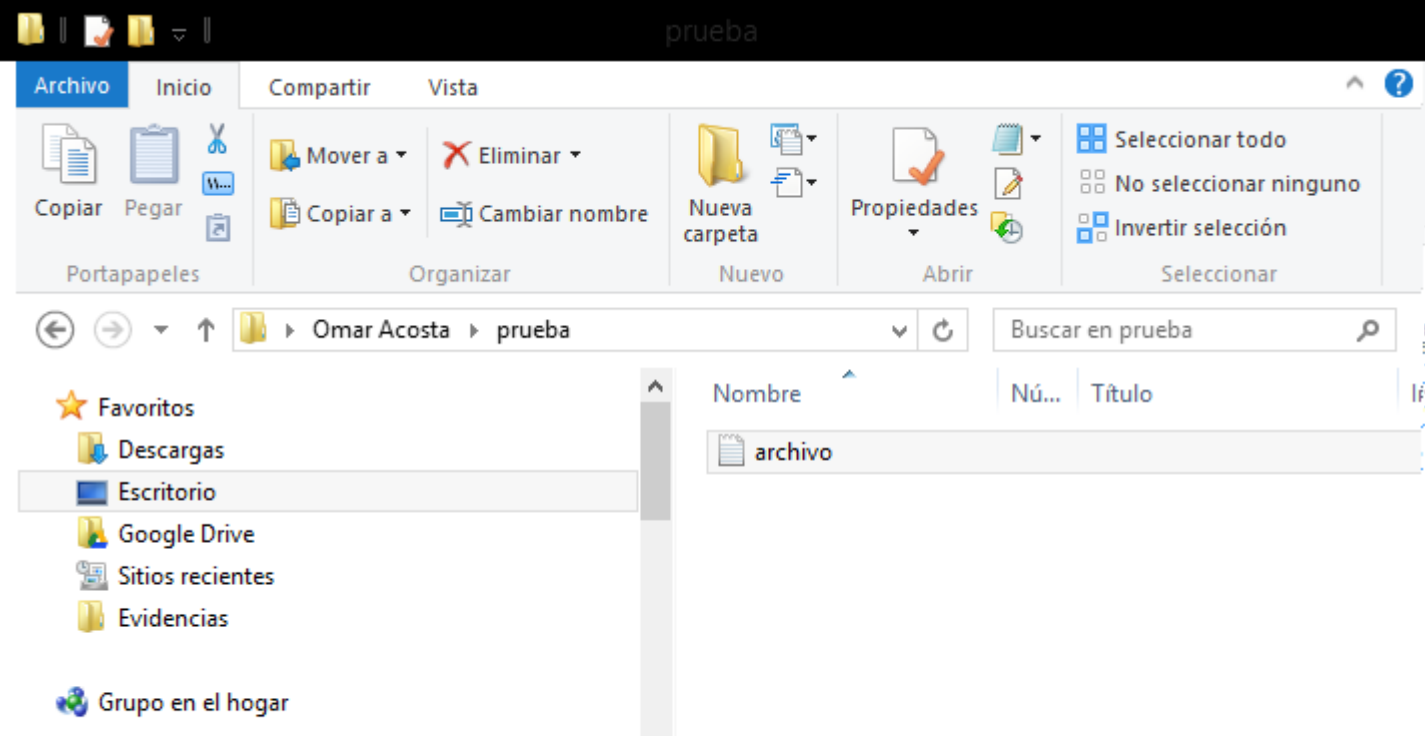 prueba
Archivo Inicio Compartir Vista
Copiar Pegar Mover a Eliminar Nueva carpeta Propiedades Seleccionar todo
Copiar a Cambiar nombre No seleccionar ninguno
Invertir selección
Portapapeles Organizar Nuevo Abrir Seleccionar
Omar Acosta prueba Buscar en prueba
Nombre Nú... Título
Favoritos
archivo
Descargas
Escritorio
Google Drive
Sitios recientes
Evidencias
Grupo en el hogar